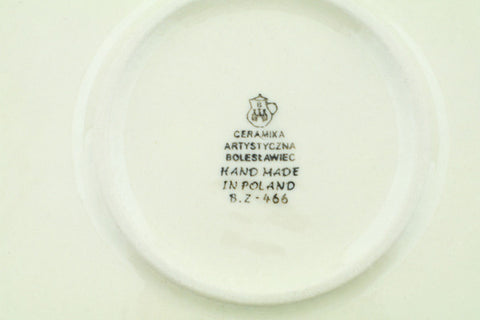 CERAMIKA
ARTYSTYCZNA
BOLESŁAWIEC
HAND MADE
IN POLAND
B.Z-466